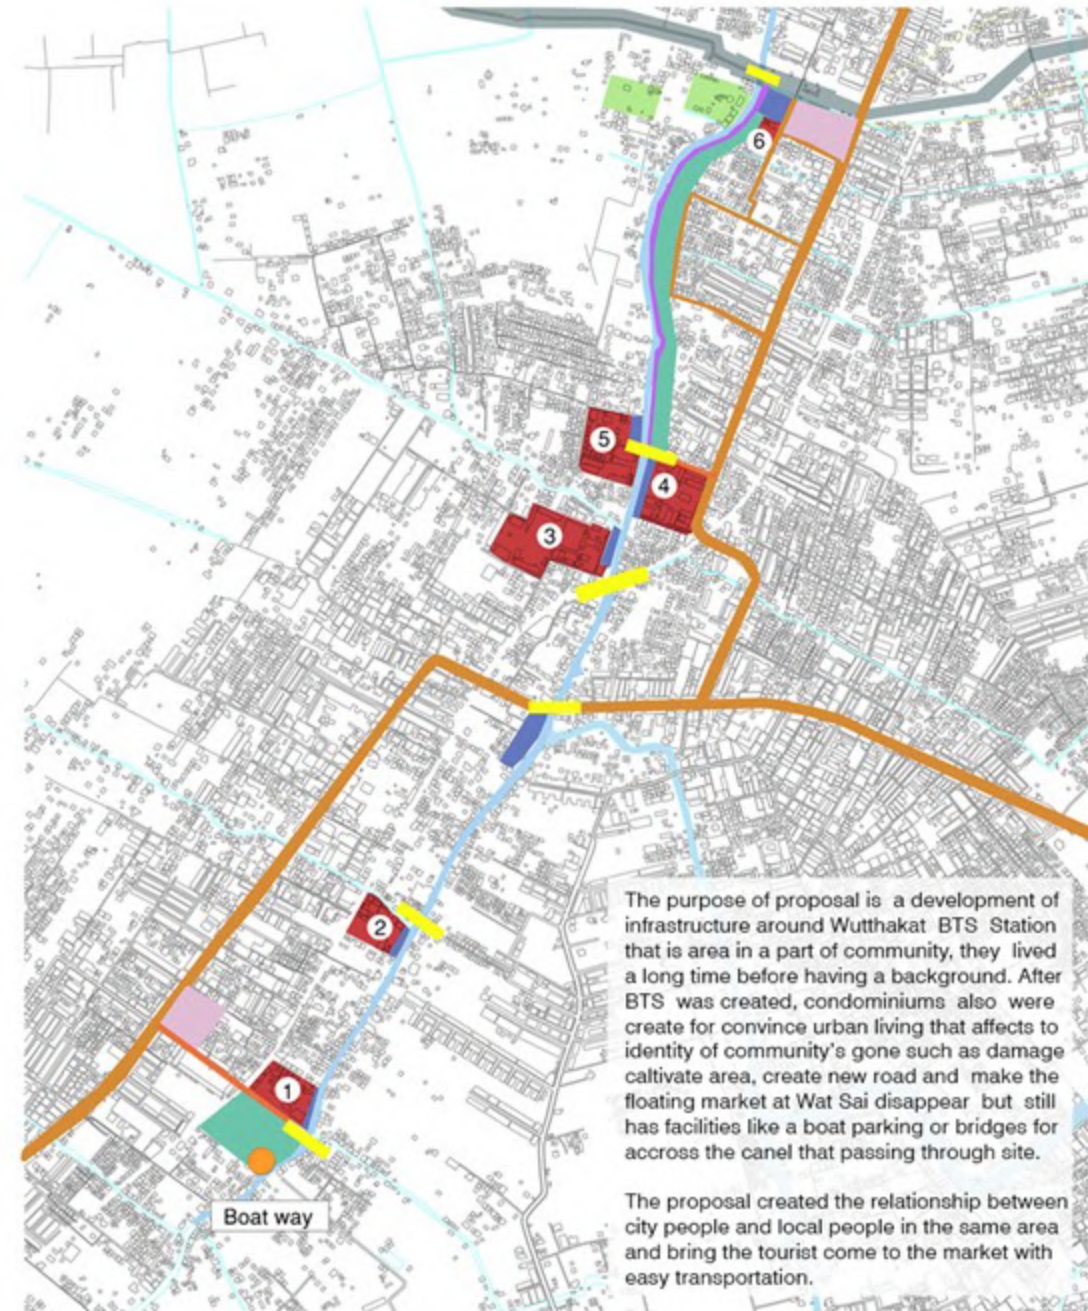 6
5
4
3
2
1
Boat way
The purpose of proposal is a development of
infrastructure around Wutthakat BTS Station
that is area in a part of community, they lived
a long time before having a background. After
BTS was created, condominiums also were
create for convince urban living that affects to
identity of community's gone such as damage
caltivate area, create new road and make the
floating market at Wat Sai disappear but still
has facilities like a boat parking or bridges for
accross the canal that passing through site.
The proposal created the relationship between
city people and local people in the same area
and bring the tourist come to the market with
easy transportation.